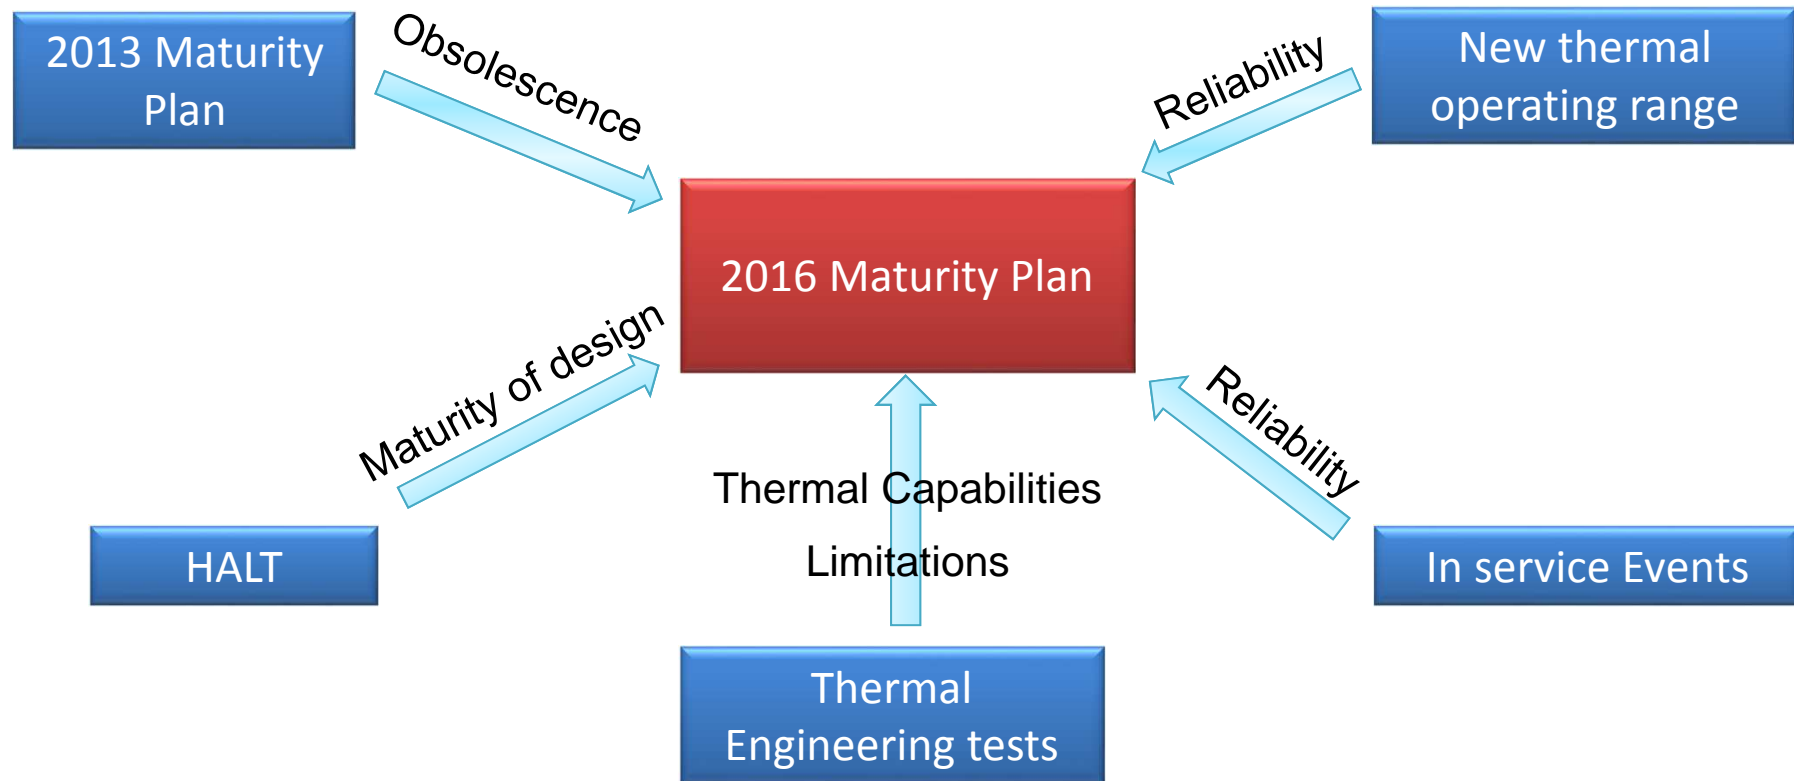 2013 Maturity
Plan
Obsolescence
Reliability
New thermal
operating range
2016 Maturity Plan
Maturity of design
Thermal Capabilities
Limitations
Reliability
HALT
In service Events
Thermal
Engineering tests